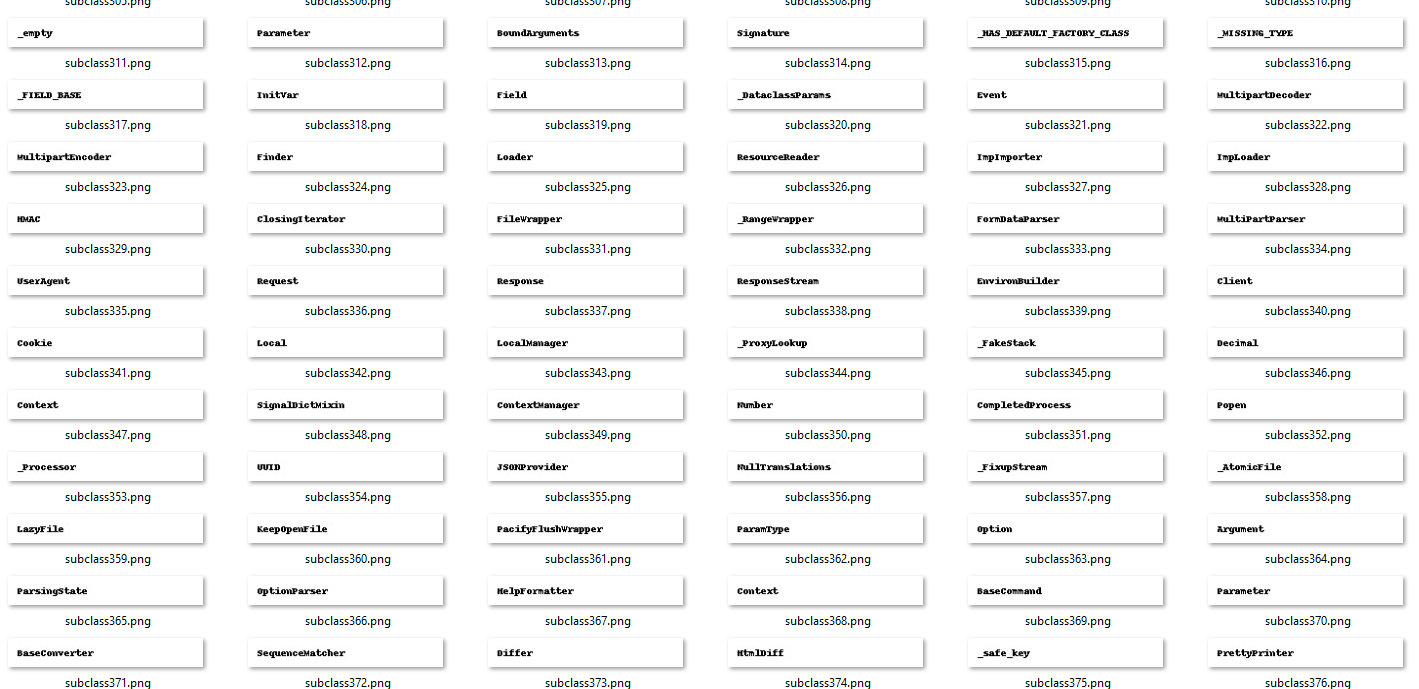 subclass305.png subclass306.png subclass307.png subclass308.png subclass309.png subclass310.png
_empty Parameter BoundArguments Signature _HAS_DEFAULT_FACTORY_CLASS _MISSING_TYPE
subclass311.png subclass312.png subclass313.png subclass314.png subclass315.png subclass316.png
_FIELD_BASE InitVar Field _DataclassParams Event MultipartDecoder
subclass317.png subclass318.png subclass319.png subclass320.png subclass321.png subclass322.png
MultipartEncoder Finder Loader ResourceReader ImpImporter ImpLoader
subclass323.png subclass324.png subclass325.png subclass326.png subclass327.png subclass328.png
HMAC ClosingIterator FileWrapper _RangeWrapper FormDataParser MultiPartParser
subclass329.png subclass330.png subclass331.png subclass332.png subclass333.png subclass334.png
UserAgent Request Response ResponseStream EnvironBuilder Client
subclass335.png subclass336.png subclass337.png subclass338.png subclass339.png subclass340.png
Cookie Local LocalManager _ProxyLookup _FakeStack Decimal
subclass341.png subclass342.png subclass343.png subclass344.png subclass345.png subclass346.png
Context SignalDictMixin ContextManager Number CompletedProcess Popen
subclass347.png subclass348.png subclass349.png subclass350.png subclass351.png subclass352.png
_Processor UUID JSONProvider NullTranslations _FixupStream _AtomicFile
subclass353.png subclass354.png subclass355.png subclass356.png subclass357.png subclass358.png
LazyFile KeepOpenFile PacifyFlushWrapper ParamType Option Argument
subclass359.png subclass360.png subclass361.png subclass362.png subclass363.png subclass364.png
ParsingState OptionParser HelpFormatter Context BaseCommand Parameter
subclass365.png subclass366.png subclass367.png subclass368.png subclass369.png subclass370.png
BaseConverter SequenceMatcher Differ HtmlDiff _safe_key PrettyPrinter
subclass371.png subclass372.png subclass373.png subclass374.png subclass375.png subclass376.png